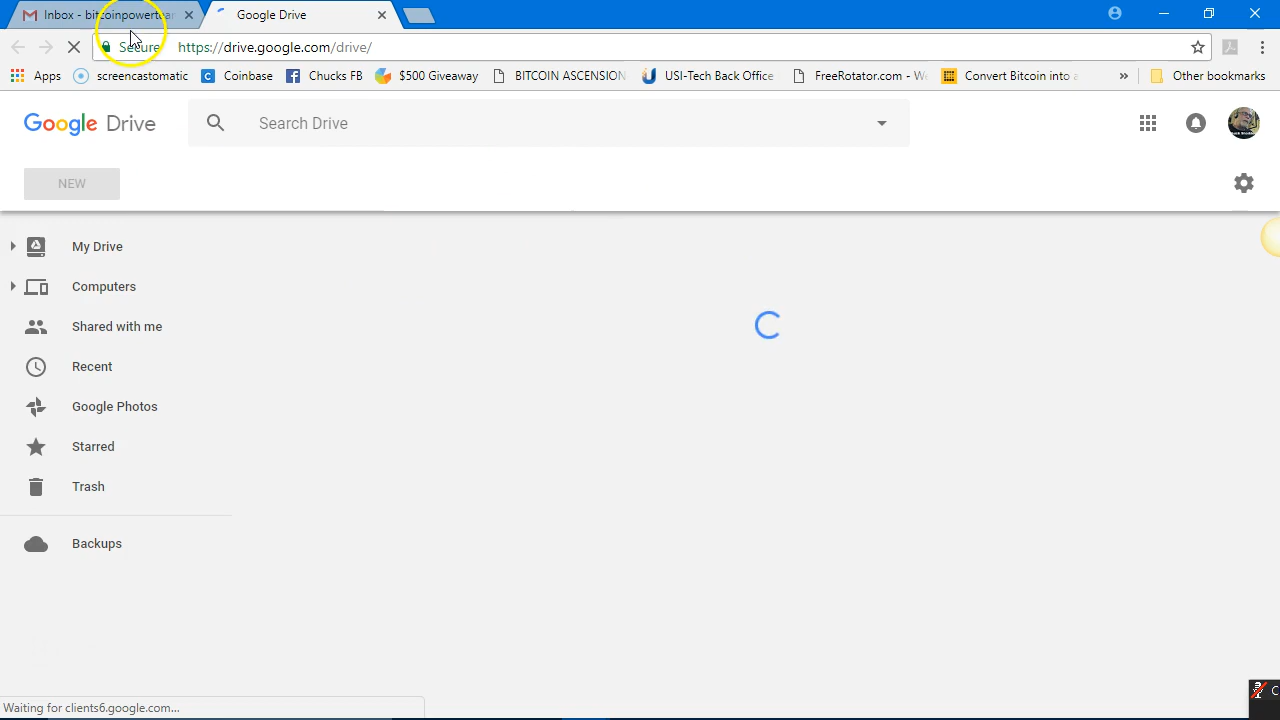 Inbox - bitcoinpowertear
Google Drive
Secure https://drive.google.com/drive/
Apps screencastomatic Coinbase Chucks FB $500 Giveaway BITCOIN ASCENSION USI-Tech Back Office FreeRotator.com - We Convert Bitcoin into a » Other bookmarks
Google Drive
Search Drive
NEW
My Drive
Computers
Shared with me
Recent
Google Photos
Starred
Trash
Backups
Waiting for clients6.google.com...
C